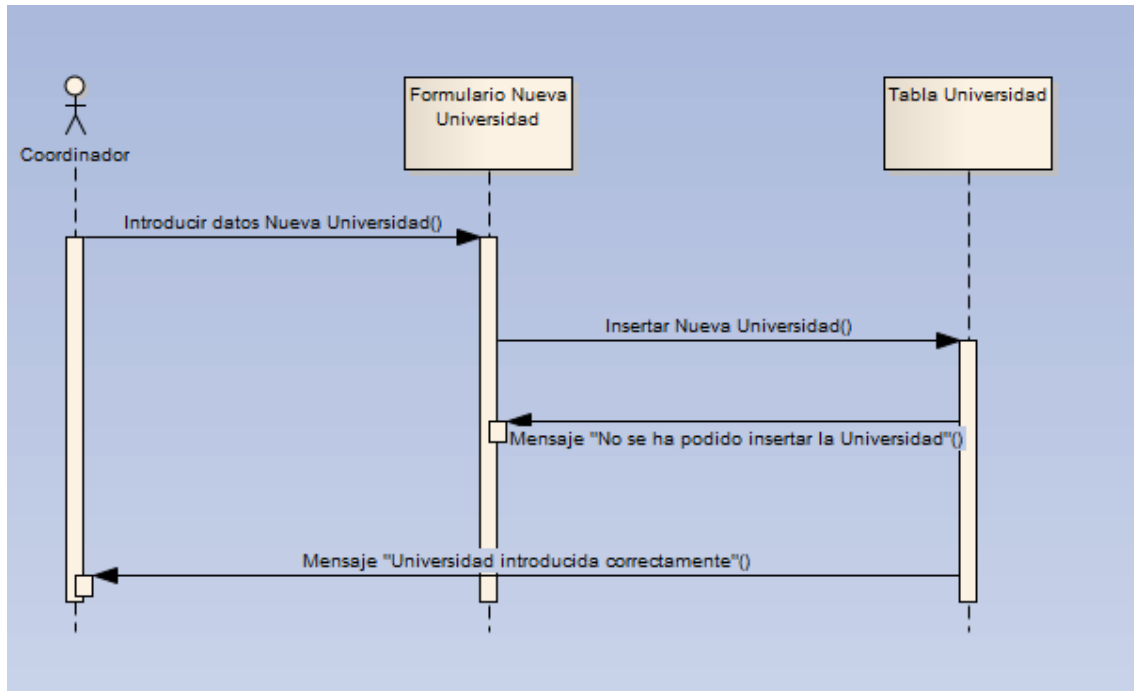 Formulario Nueva
Universidad
Tabla Universidad
Coordinador
Introducir datos Nueva Universidad()
Insertar Nueva Universidad()
Mensaje "No se ha podido insertar la Universidad"()
Mensaje "Universidad introducida correctamente"()